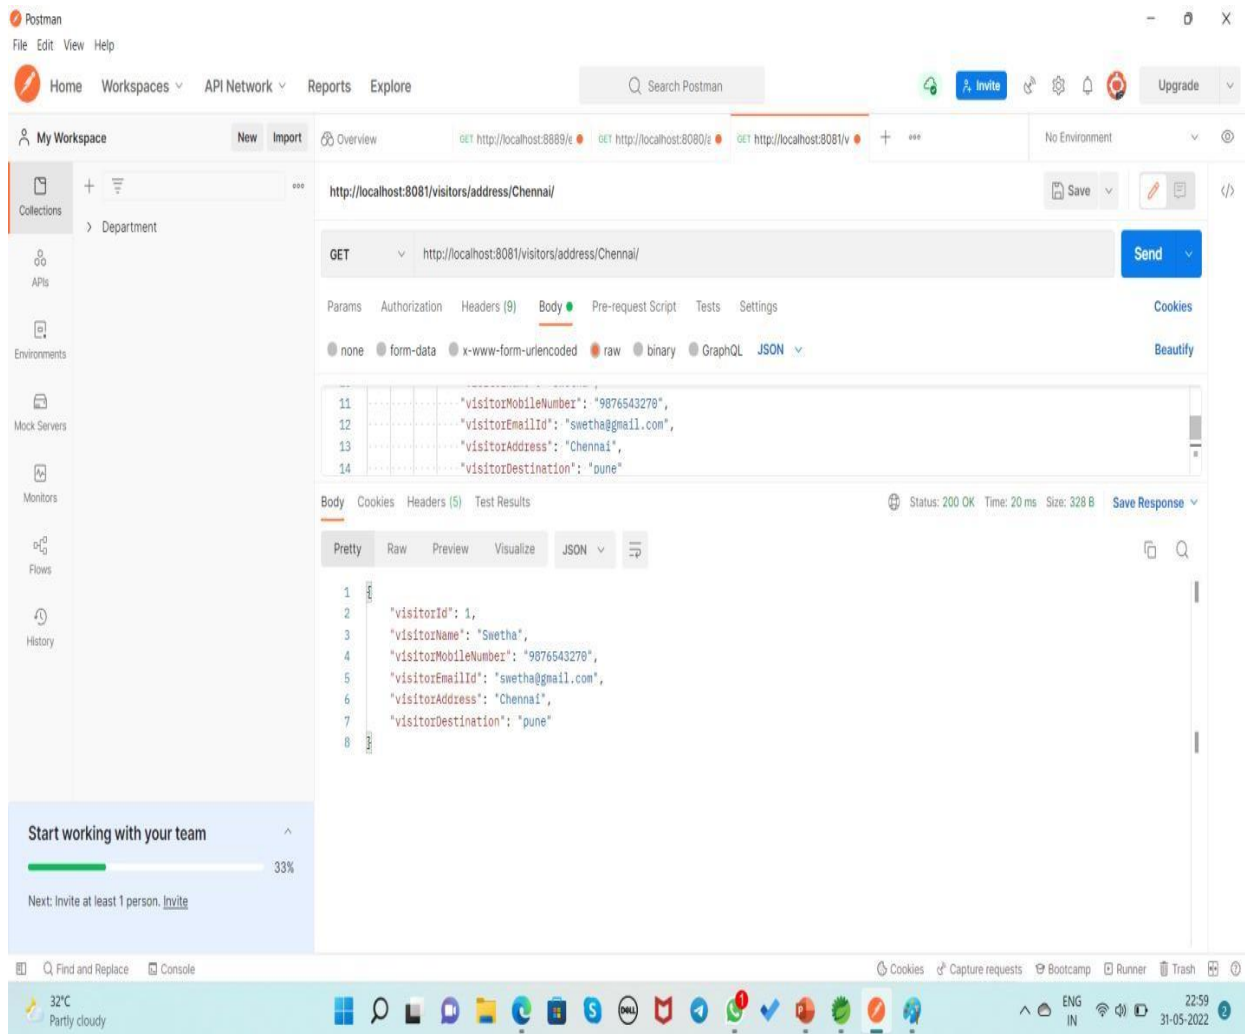 Postman
File Edit View Help
Home Workspaces API Network Reports Explore
Search Postman
Invite
Upgrade
My Workspace New Import
Overview GET http://localhost:8889/e GET http://localhost:8080/a GET http://localhost:8081/v
No Environment
Collections
Department
APIs
Environments
Mock Servers
Monitors
Flows
History
http://localhost:8081/visitors/address/Chennai/
Save
</>
GET http://localhost:8081/visitors/address/Chennai/ Send
Params Authorization Headers (9) Body Pre-request Script Tests Settings Cookies
none form-data x-www-form-urlencoded raw binary GraphQL JSON Beautify
11 "visitorMobileNumber": "9876543270",
12 "visitorEmailId": "swetha@gmail.com",
13 "visitorAddress": "Chennai",
14 "visitorDestination": "pune"
Body Cookies Headers (5) Test Results Status: 200 OK Time: 20 ms Size: 328 B Save Response
Pretty Raw Preview Visualize JSON
1 {
2 "visitorId": 1,
3 "visitorName": "Swetha",
4 "visitorMobileNumber": "9876543270",
5 "visitorEmailId": "swetha@gmail.com",
6 "visitorAddress": "Chennai",
7 "visitorDestination": "pune"
8 }
Start working with your team
33%
Next: Invite at least 1 person. Invite
Find and Replace Console
Cookies Capture requests Bootcamp Runner Trash
32°C
Partly cloudy
DELL
ENG
IN
22:59
31-05-2022
2